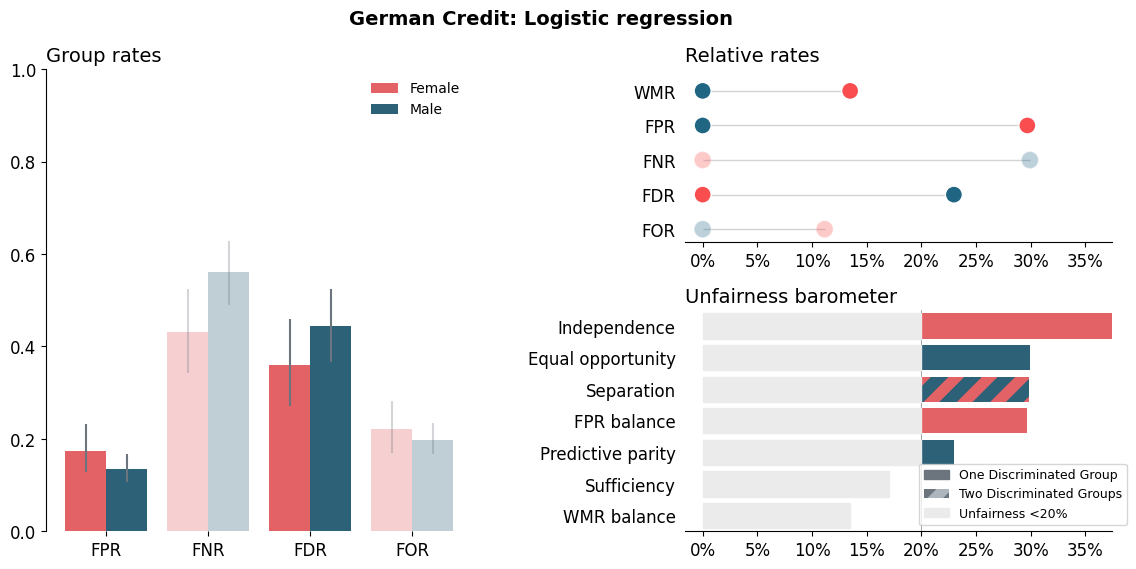 German Credit: Logistic regression
Group rates
1.0
0.8
0.6
0.4
0.2
0.0
FPR FNR FDR FOR
Female
Male
Relative rates
WMR
FPR
FNR
FDR
FOR
0% 5% 10% 15% 20% 25% 30% 35%
Unfairness barometer
Independence
Equal opportunity
Separation
FPR balance
Predictive parity
Sufficiency
WMR balance
One Discriminated Group
Two Discriminated Groups
Unfairness <20%
0% 5% 10% 15% 20% 25% 30% 35%